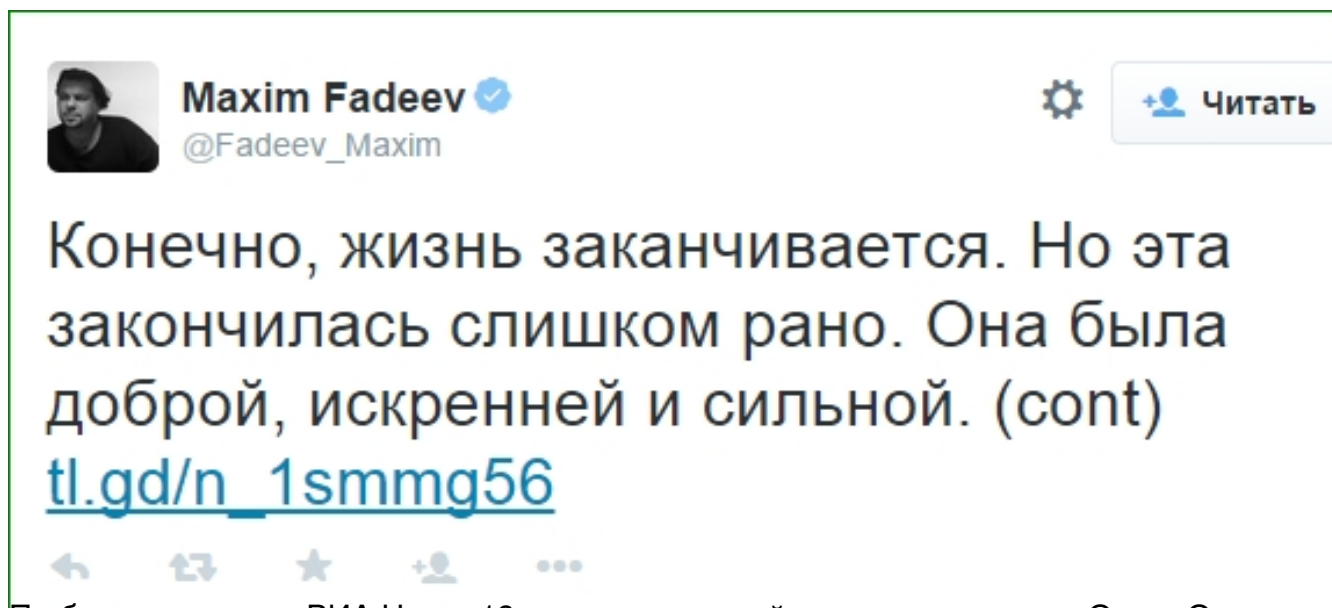 Maxim Fadeev
@Fadeev_Maxim
Читать
Конечно, жизнь заканчивается. Но эта
закончилась слишком рано. Она была
доброй, искренней и сильной. (cont)
tl.gd/n_1smmg56
РИА